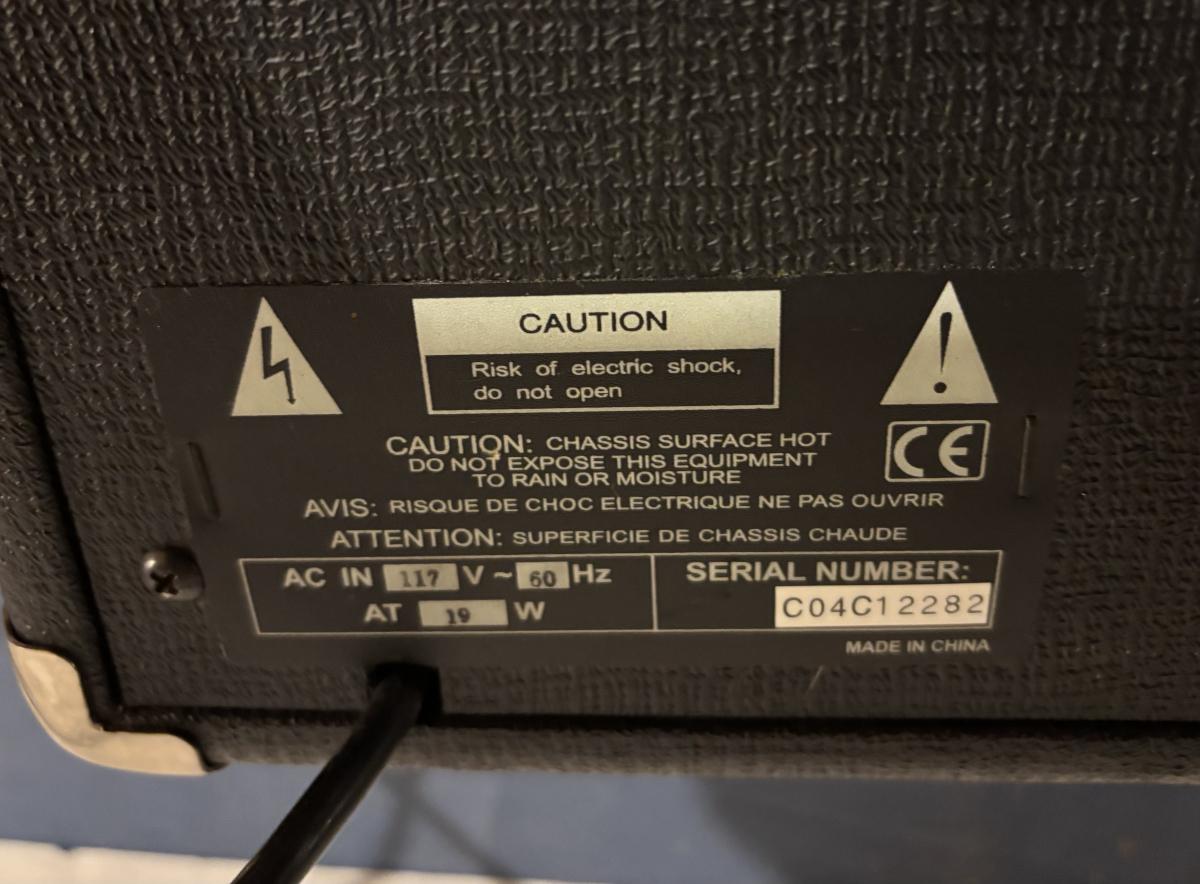 CAUTION
Risk of electric shock,
do not open
CAUTION: CHASSIS SURFACE HOT
DO NOT EXPOSE THIS EQUIPMENT
TO RAIN OR MOISTURE
CE
AVIS: RISQUE DE CHOC ELECTRIQUE NE PAS OUVRIR
ATTENTION: SUPERFICIE DE CHASSIS CHAUDE
AC IN 117 V ~ 60 Hz
AT 19 W
SERIAL NUMBER:
C04C12282
MADE IN CHINA